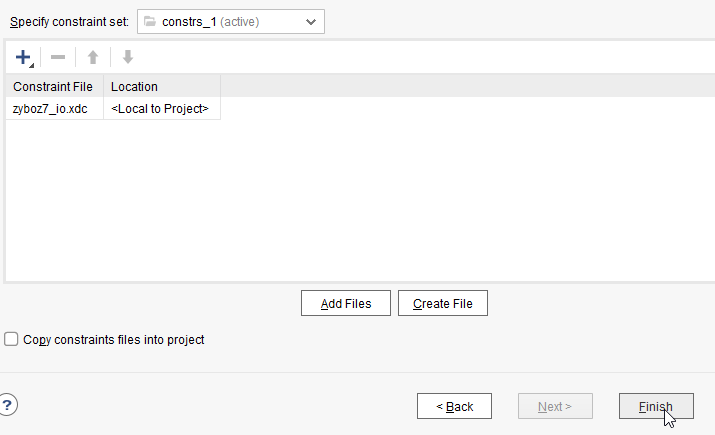 Specify constraint set: constrs_1 (active)
Constraint File Location
zyboz7_io.xdc <Local to Project>
Add Files Create File
Copy constraints files into project
? < Back Next > Finish